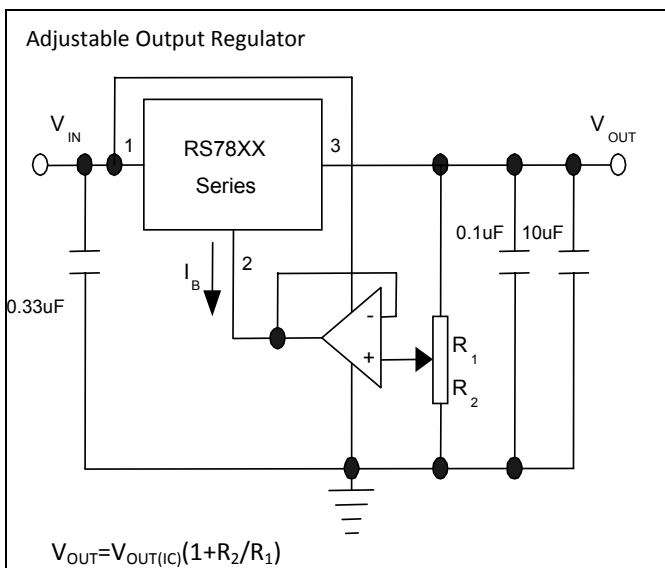 Adjustable Output Regulator
V_IN
1
RS78XX
Series
3
V_OUT
2
I_B
0.33uF
0.1uF
10uF
-
+
R_1
R_2
V_OUT=V_OUT(IC)(1+R_2/R_1)